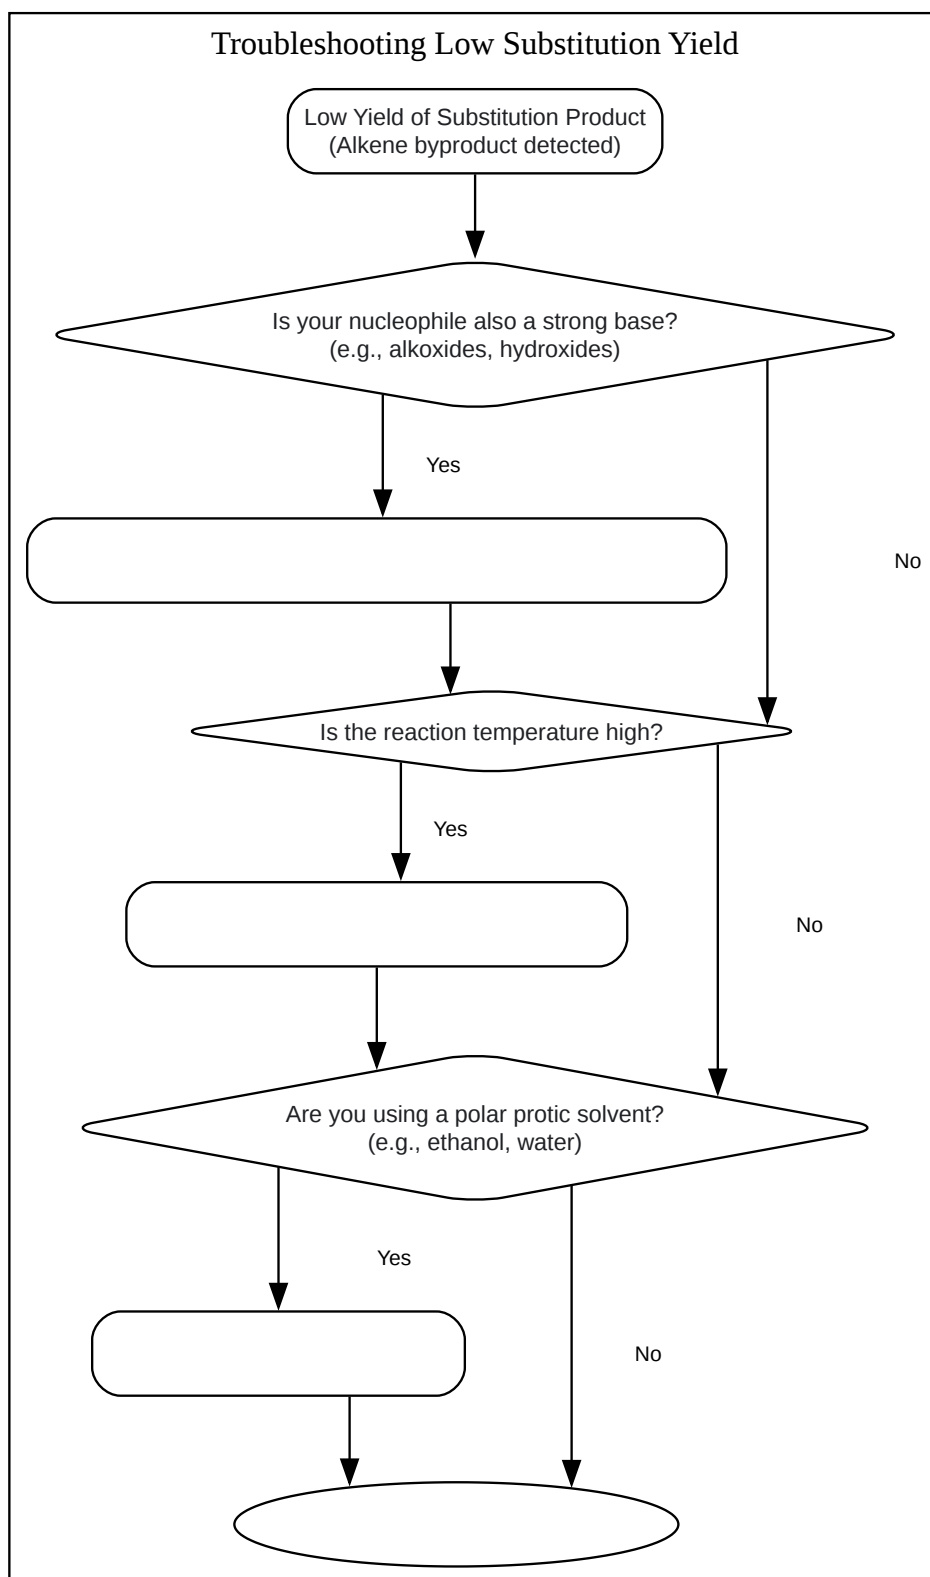 Troubleshooting Low Substitution Yield
Low Yield of Substitution Product
(Alkene byproduct detected)
Is your nucleophile also a strong base?
(e.g., alkoxides, hydroxides)
Yes
No
Is the reaction temperature high?
Yes
No
Are you using a polar protic solvent?
(e.g., ethanol, water)
Yes
No